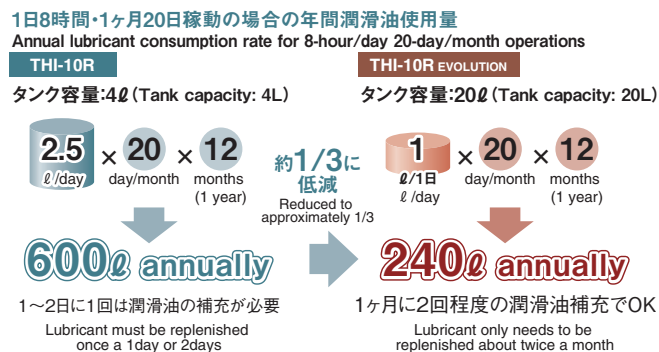 1日8時間・1ヶ月20日稼動の場合の年間潤滑油使用量
Annual lubricant consumption rate for 8-hour/day 20-day/month operations
THI-10R
タンク容量:4ℓ(Tank capacity: 4L)
2.5 × 20 × 12
ℓ/day day/month months
(1 year)
600ℓ annually
1〜2日に1回は潤滑油の補充が必要
Lubricant must be replenished
once a 1day or 2days
約1/3に
低減
Reduced to
approximately 1/3
THI-10R EVOLUTION
タンク容量:20ℓ(Tank capacity: 20L)
1 × 20 × 12
ℓ/1日
ℓ/day day/month months
(1 year)
240ℓ annually
1ヶ月に2回程度の潤滑油補充でOK
Lubricant only needs to be
replenished about twice a month